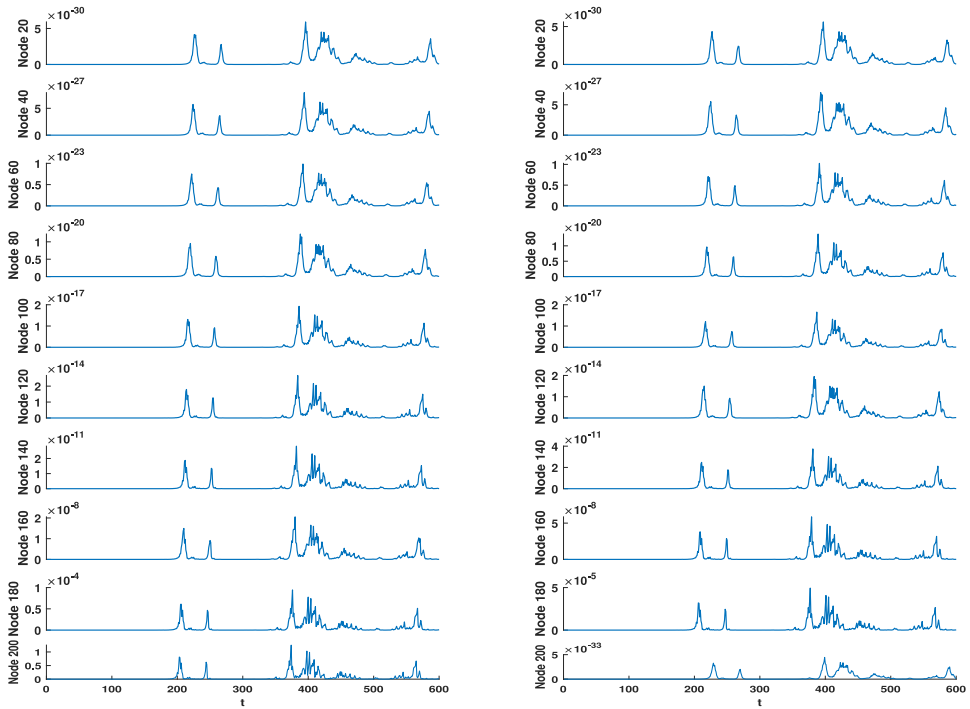 Node 20 ×10^-30 5 0
Node 40 ×10^-27 5 0
Node 60 ×10^-23 1 0.5 0
Node 80 ×10^-20 1 0.5 0
Node 100 ×10^-17 2 1 0
Node 120 ×10^-14 2 1 0
Node 140 ×10^-11 2 1 0
Node 160 ×10^-8 2 1 0
Node 180 ×10^-4 1 0.5 0
Node 200 1 0.5 0
0 100 200 300 400 500 600
t
Node 20 ×10^-30 5 0
Node 40 ×10^-27 5 0
Node 60 ×10^-23 1 0.5 0
Node 80 ×10^-20 1 0.5 0
Node 100 ×10^-17 2 1 0
Node 120 ×10^-14 2 1 0
Node 140 ×10^-11 4 2 0
Node 160 ×10^-8 5 0
Node 180 ×10^-5 5 0
Node 200 ×10^-33 5 0
0 100 200 300 400 500 600
t